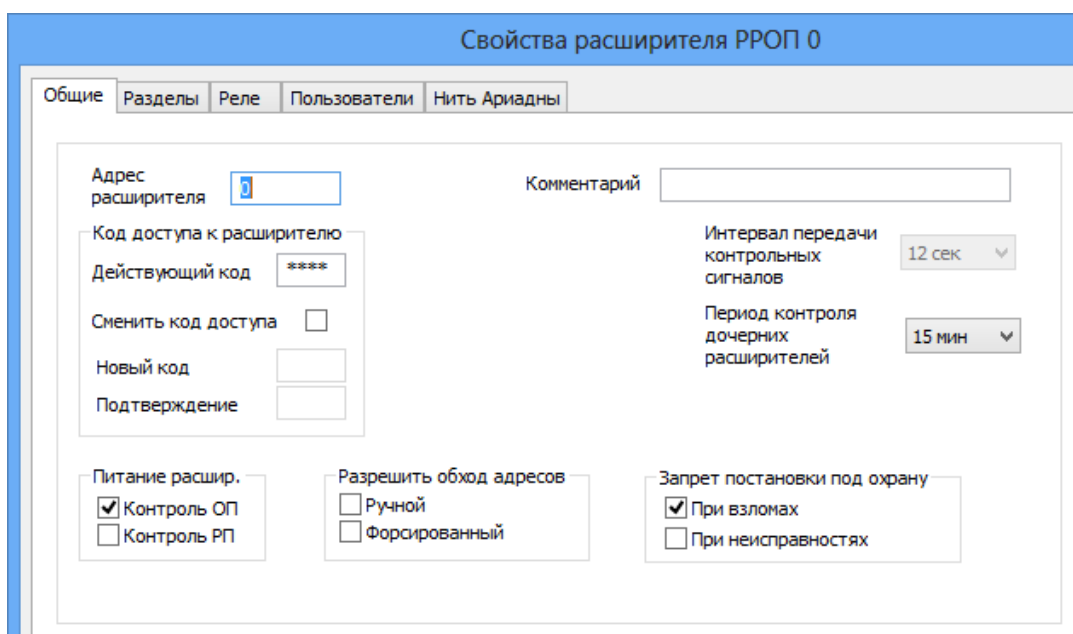 Свойства расширителя РРОП 0
Общие Разделы Реле Пользователи Нить Ариадны
Адрес
расширителя
0
Комментарий
Код доступа к расширителю
Действующий код ****
Сменить код доступа
Новый код
Подтверждение
Интервал передачи
контрольных
сигналов
12 сек
Период контроля
дочерних
расширителей
15 мин
Питание расшир.
Контроль ОП
Контроль РП
Разрешить обход адресов
Ручной
Форсированный
Запрет постановки под охрану
При взломах
При неисправностях